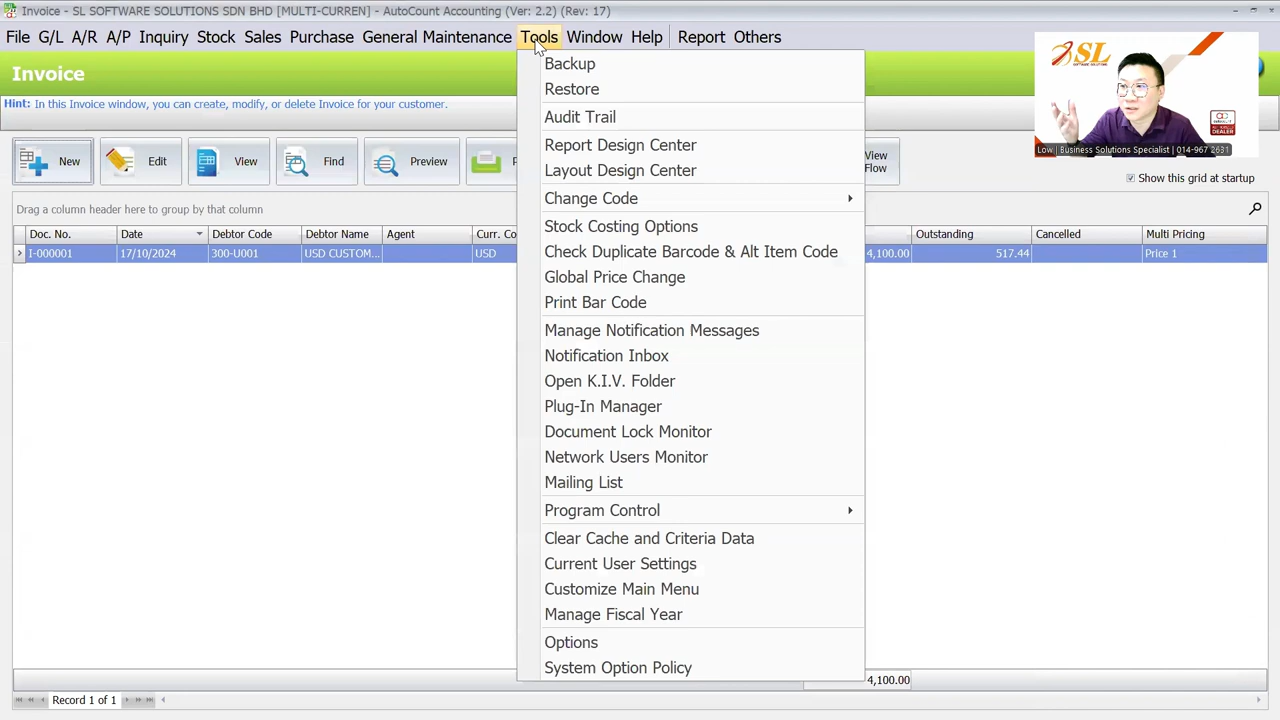 Invoice - SL SOFTWARE SOLUTIONS SDN BHD [MULTI-CURREN] - AutoCount Accounting (Ver: 2.2) (Rev: 17)
File G/L A/R A/P Inquiry Stock Sales Purchase General Maintenance Tools Window Help Report Others
Invoice
Hint: In this Invoice window, you can create, modify, or delete Invoice for your customer.
SL
SOFTWARE SOLUTIONS
DEALER
Low | Business Solutions Specialist | 014-967 2631
New Edit View Find Preview
View
Flow
Show this grid at startup
Drag a column header here to group by that column
Doc. No. Date Debtor Code Debtor Name Agent Curr. Co Outstanding Cancelled Multi Pricing
I-000001 17/10/2024 300-U001 USD CUSTOM... USD 4,100.00 517.44 Price 1
Backup
Restore
Audit Trail
Report Design Center
Layout Design Center
Change Code
Stock Costing Options
Check Duplicate Barcode & Alt Item Code
Global Price Change
Print Bar Code
Manage Notification Messages
Notification Inbox
Open K.I.V. Folder
Plug-In Manager
Document Lock Monitor
Network Users Monitor
Mailing List
Program Control
Clear Cache and Criteria Data
Current User Settings
Customize Main Menu
Manage Fiscal Year
Options
System Option Policy
4,100.00
Record 1 of 1